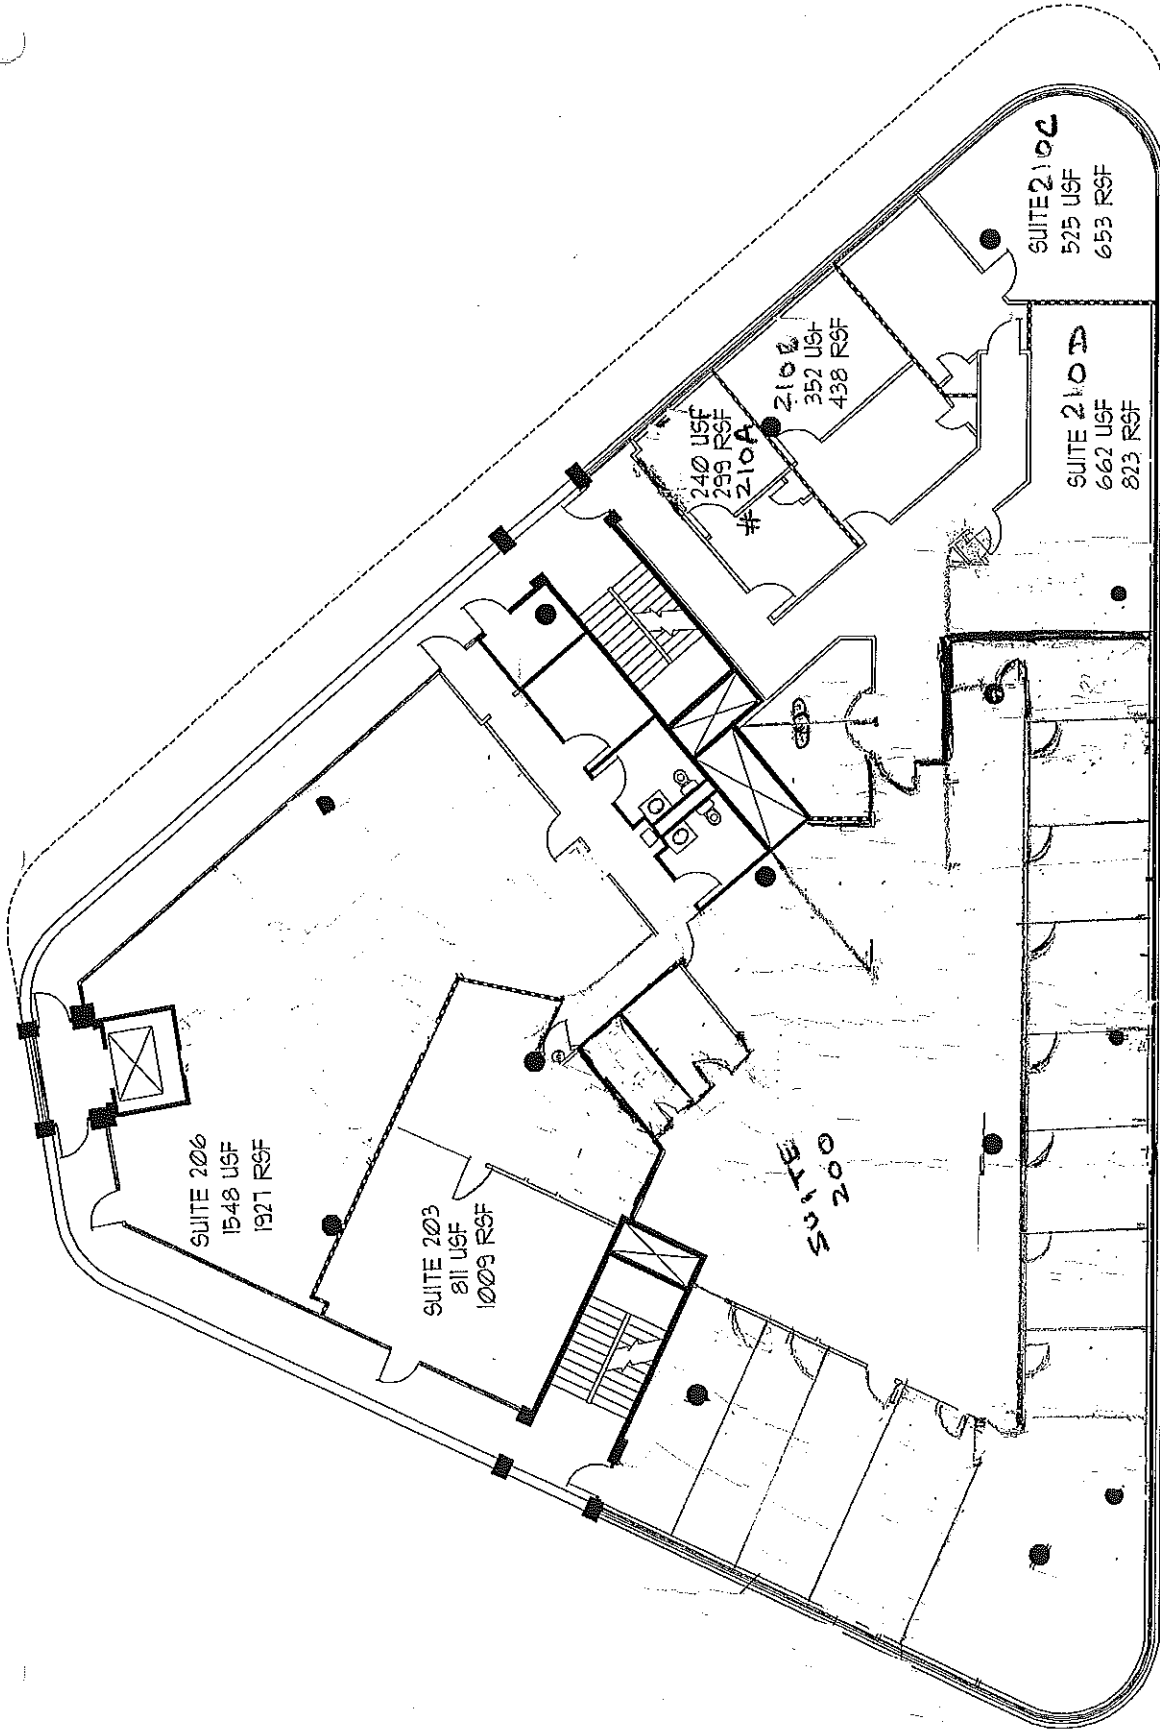 SUITE 210C
525 USF
653 RSF
SUITE 210D
662 USF
823 RSF
210B
352 USF
438 RSF
240 USF
299 RSF
# 210A
SUITE 206
1548 USF
1927 RSF
SUITE 203
811 USF
1009 RSF
SUITE
200